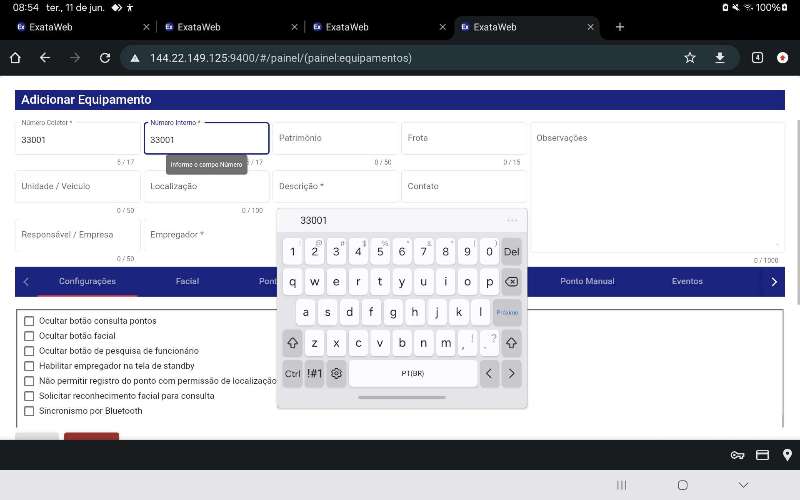 08:54 ter., 11 de jun. 100%
ExataWeb ExataWeb ExataWeb ExataWeb
144.22.149.125:9400/#/painel/(painel:equipamentos) 4
Adicionar Equipamento
Número Coletor * Número Interno *
33001 33001 Patrimônio Frota Observações
5 / 17 / 17 0 / 50 0 / 15
Informe o campo Número
Unidade / Veículo Localização Descrição * Contato
0 / 50 0 / 100
33001
Responsável / Empresa Empregador *
0 / 50 0 / 1000
Configurações Facial Pont Ponto Manual Eventos
1 2 3 4 5 6 7 8 9 0 Del
q w e r t y u i o p
a s d f g h j k l Próximo
z x c v b n m , ! . ?
Ctrl !#1 PT(BR)
Ocultar botão consulta pontos
Ocultar botão facial
Ocultar botão de pesquisa de funcionário
Habilitar empregador na tela de standby
Não permitir registro do ponto com permissão de localização
Solicitar reconhecimento facial para consulta
Sincronismo por Bluetooth